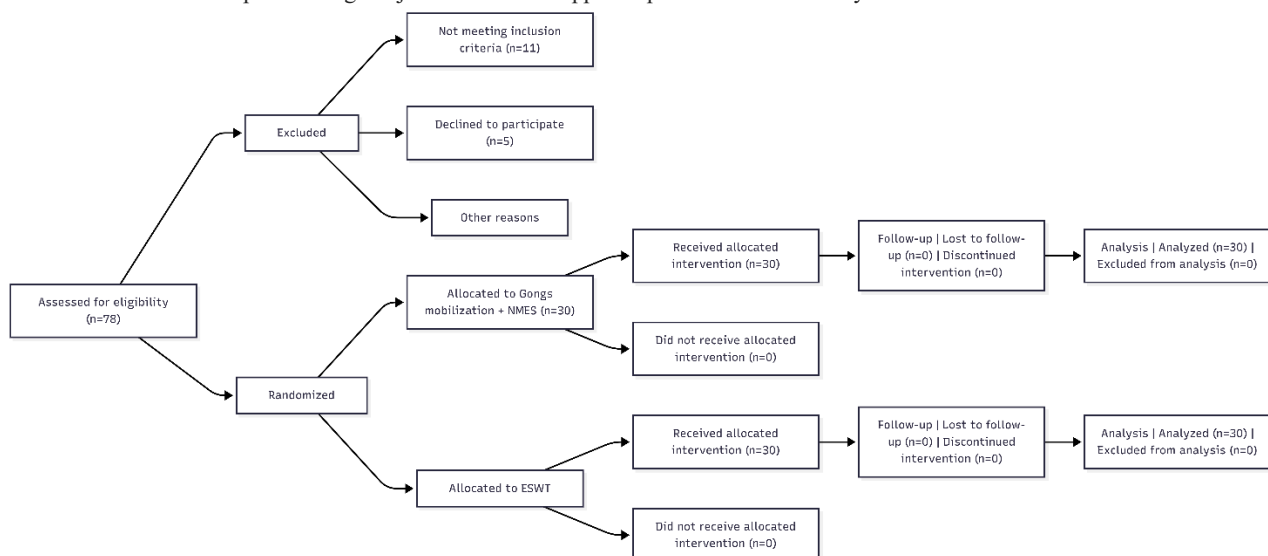 Not meeting inclusion
criteria (n=11)
Excluded
Declined to participate
(n=5)
Other reasons
Assessed for eligibility
(n=78)
Randomized
Allocated to Gongs
mobilization + NMES (n=30)
Received allocated
intervention (n=30)
Follow-up | Lost to follow-
up (n=0) | Discontinued
intervention (n=0)
Analysis | Analyzed (n=30) |
Excluded from analysis (n=0)
Did not receive allocated
intervention (n=0)
Allocated to ESWT
Received allocated
intervention (n=30)
Follow-up | Lost to follow-
up (n=0) | Discontinued
intervention (n=0)
Analysis | Analyzed (n=30) |
Excluded from analysis (n=0)
Did not receive allocated
intervention (n=0)